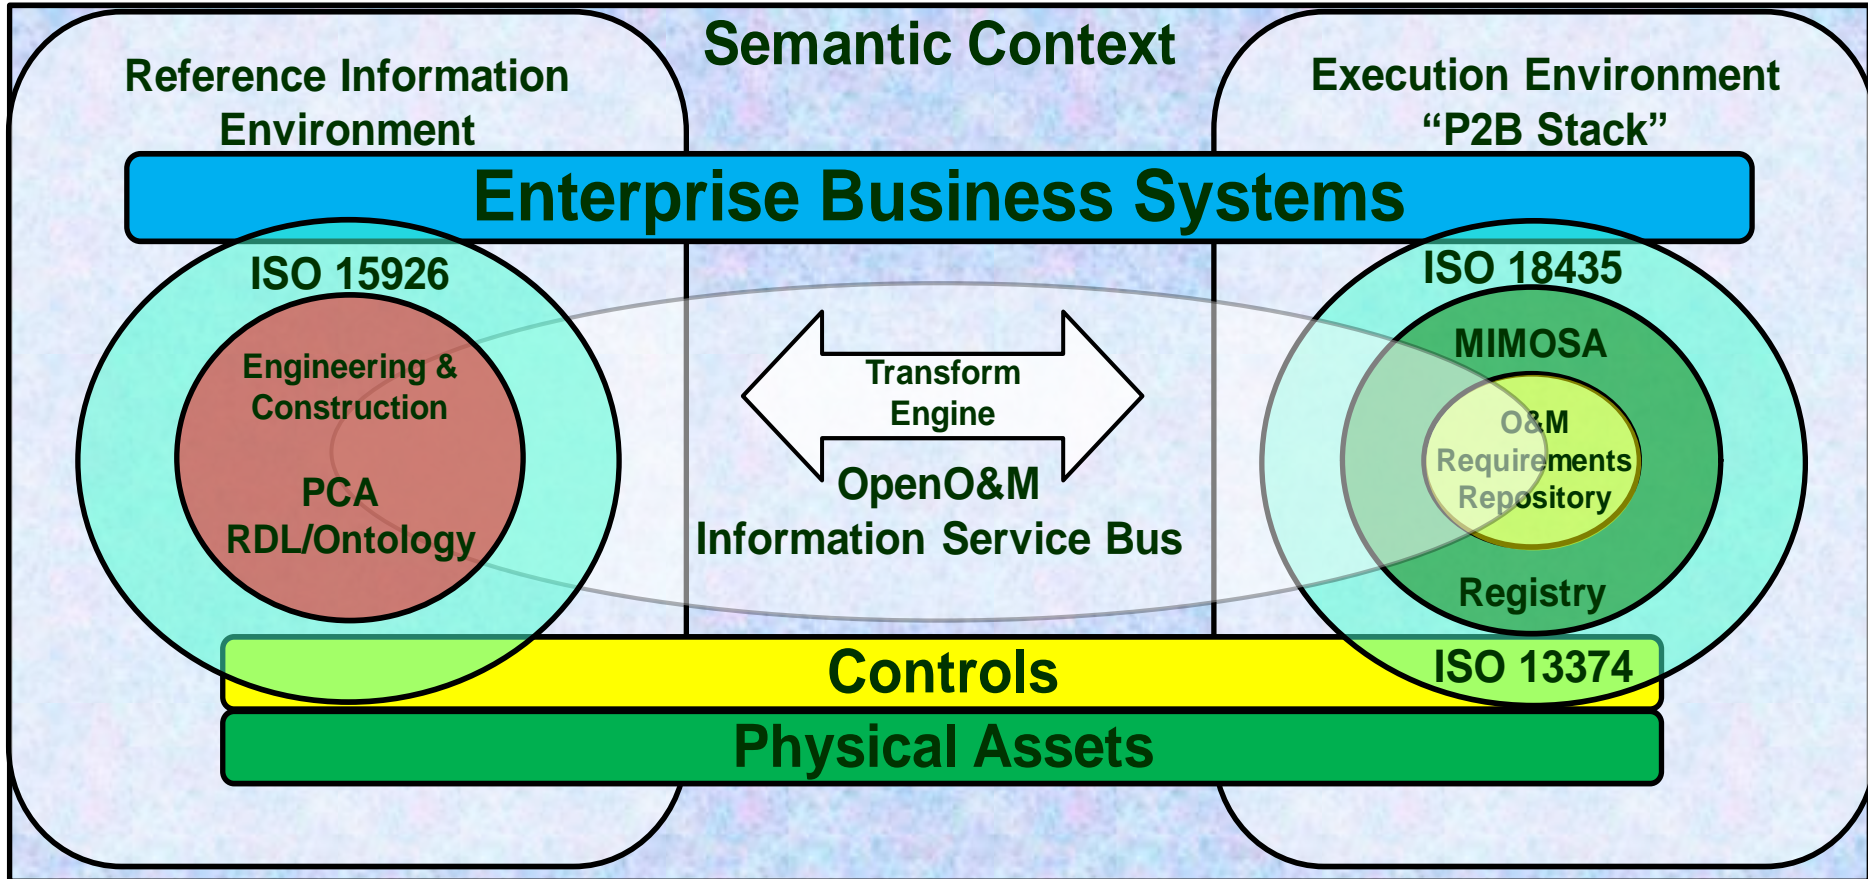 Semantic Context
Reference Information
Environment
Execution Environment
“P2B Stack”
Enterprise Business Systems
ISO 15926
Engineering &
Construction
PCA
RDL/Ontology
Transform
Engine
OpenO&M
Information Service Bus
ISO 18435
MIMOSA
O&M
Requirements
Repository
Registry
Controls
ISO 13374
Physical Assets